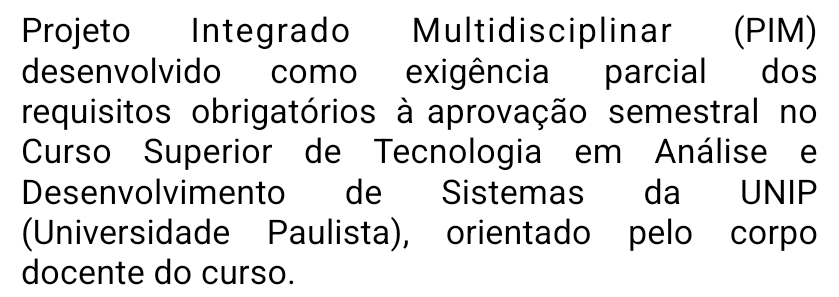 Projeto Integrado Multidisciplinar (PIM)
desenvolvido como exigência parcial dos
requisitos obrigatórios à aprovação semestral no
Curso Superior de Tecnologia em Análise e
Desenvolvimento de Sistemas da UNIP
(Universidade Paulista), orientado pelo corpo
docente do curso.